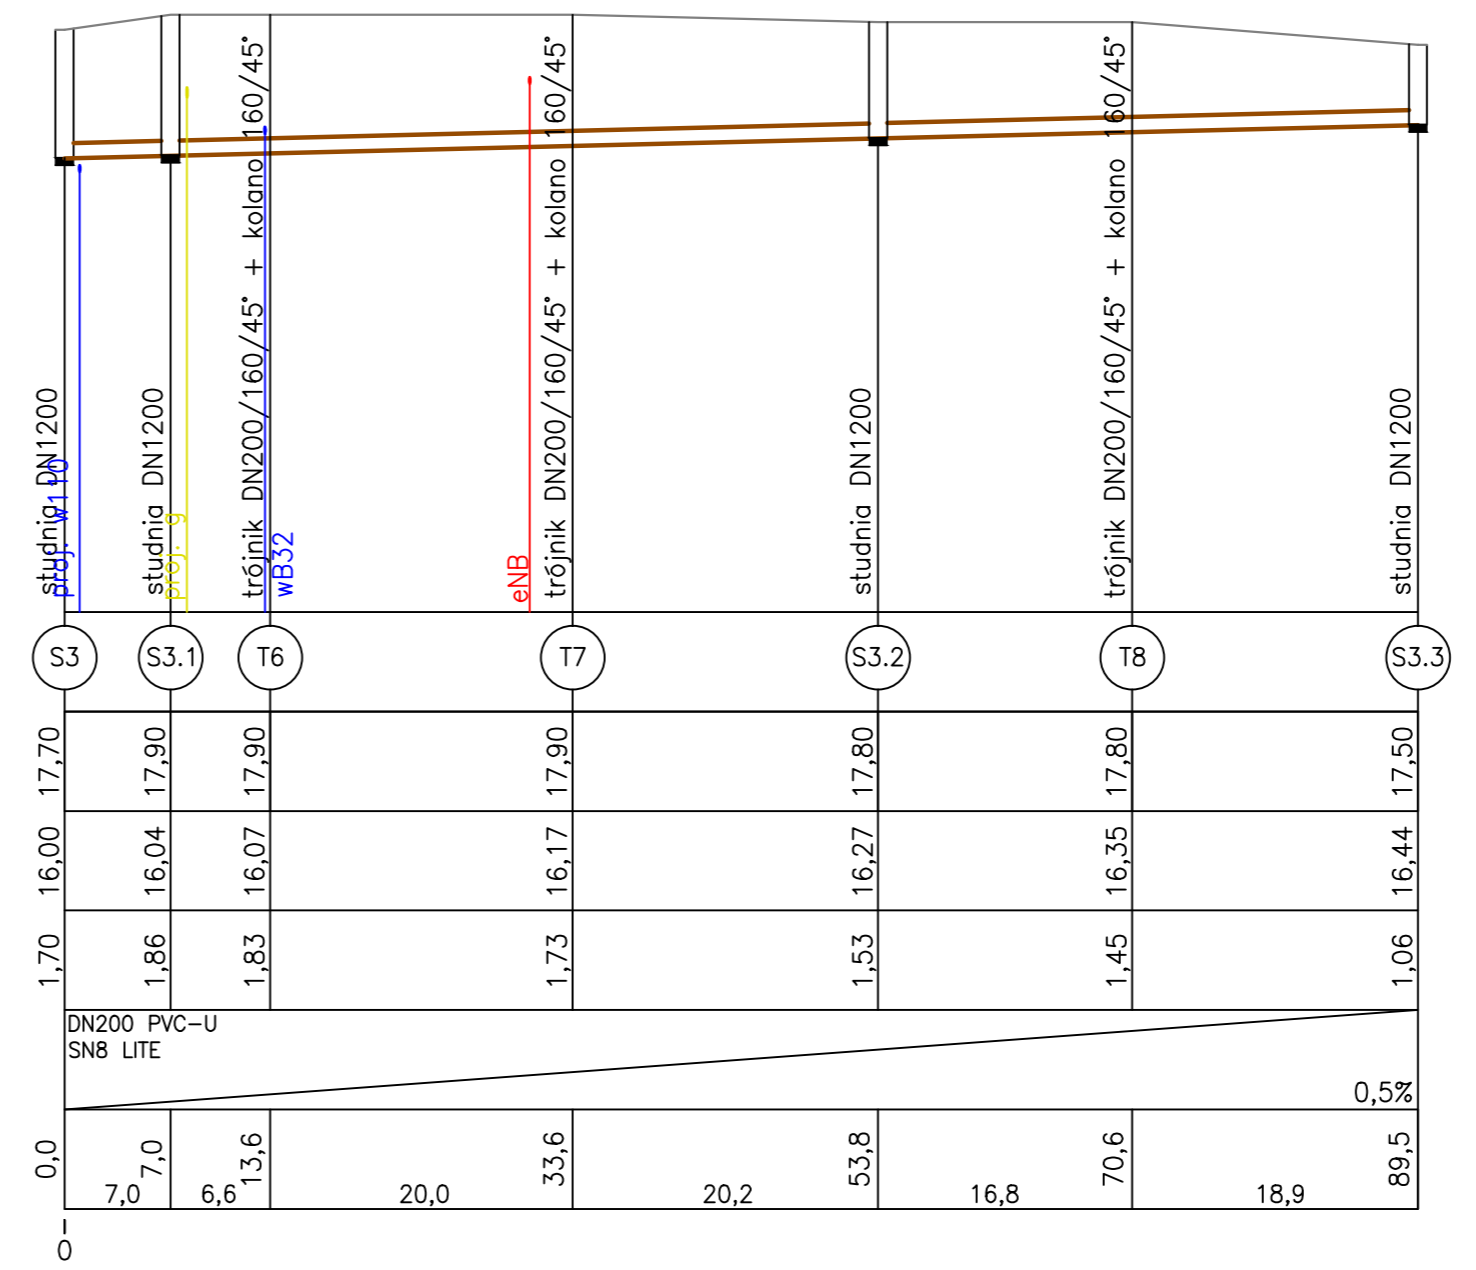 studnia DN1200
proj. w110
studnia DN1200
proj. g
trójnik DN200/160/45° + kolano 160/45°
wB32
eNB
trójnik DN200/160/45° + kolano 160/45°
studnia DN1200
trójnik DN200/160/45° + kolano 160/45°
studnia DN1200
S3 S3.1 T6 T7 S3.2 T8 S3.3
17,70 17,90 17,90 17,90 17,80 17,80 17,50
16,00 16,04 16,07 16,17 16,27 16,35 16,44
1,70 1,86 1,83 1,73 1,53 1,45 1,06
DN200 PVC-U
SN8 LITE
0,5%
0,0 7,0 13,6 33,6 53,8 70,6 89,5
7,0 6,6 20,0 20,2 16,8 18,9
0